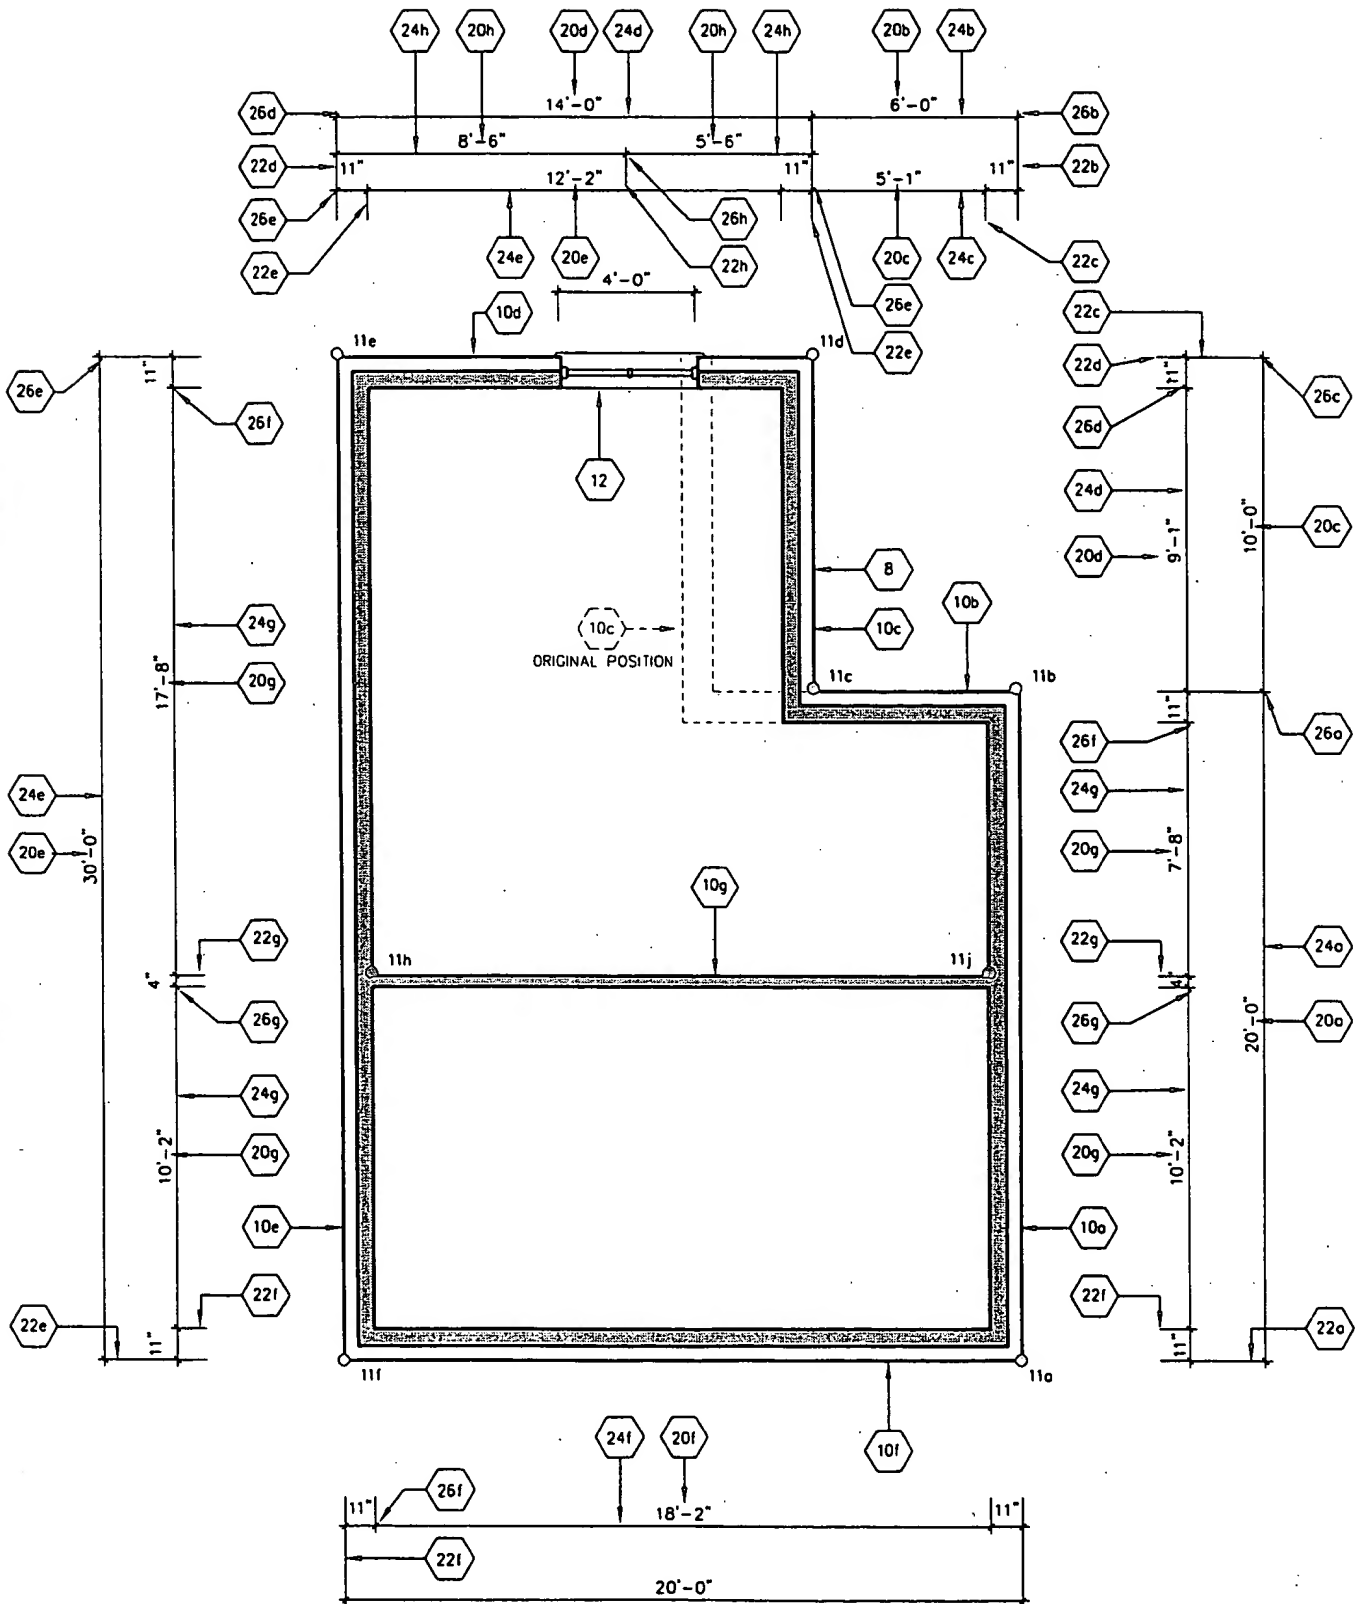 24h 20h 20d 24d 20h 24h 20b 24b
26d 14'-0" 6'-0" 26b
8'-6" 5'-6"
22d 11" 11" 11" 22b
12'-2" 5'-1"
26e 26h
22e 24e 20e 22h 20c 24c 22c
4'-0" 26e
10d 22c
11e 11d 22e 22d
26e 11" 11" 26c
26f 26d
12 24d
10'-0" 20c
20d 9'-1"
8
10b
24g 10c 10c
ORIGINAL POSITION
17'-8" 20g 11c 11b
11"
26f 26a
24e 24g
20e 30'-0" 20g 7'-8"
10g
22g 22g 24a
11h 11j
4" 4"
26g 26g 20'-0" 20a
24g 24g
10'-2" 20g 20g 10'-2"
10e 10a
22f 22f
22e 11" 11" 22a
11f 11a
24f 20f 10f
26f
11" 18'-2" 11"
22f
20'-0"